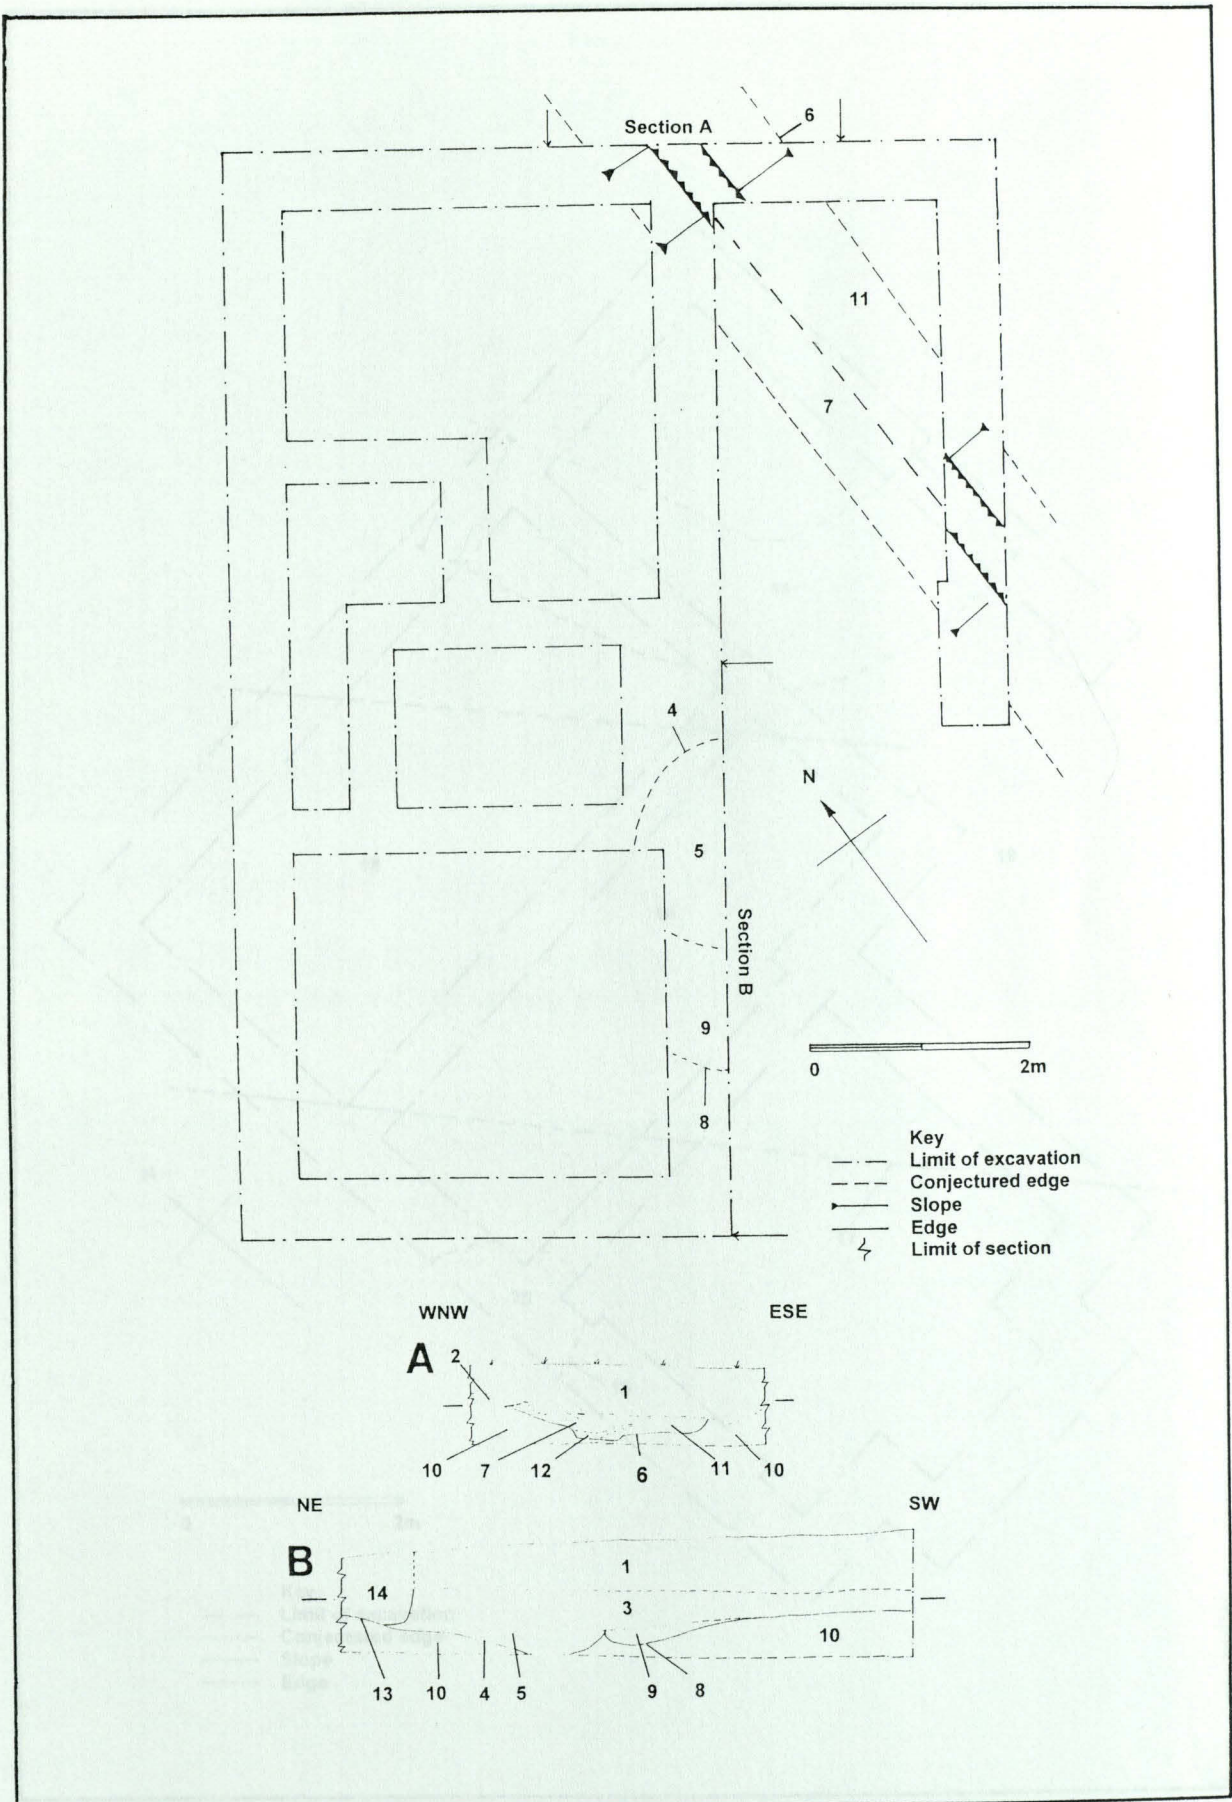 Section A
6
11
7
4
N
5
Section B
9
8
0 2m
Key
Limit of excavation
Conjectured edge
Slope
Edge
Limit of section
WNW ESE
A 2
1
10 7 12 6 11 10
NE SW
B 1
14
3
10
13 10 4 5 9 8